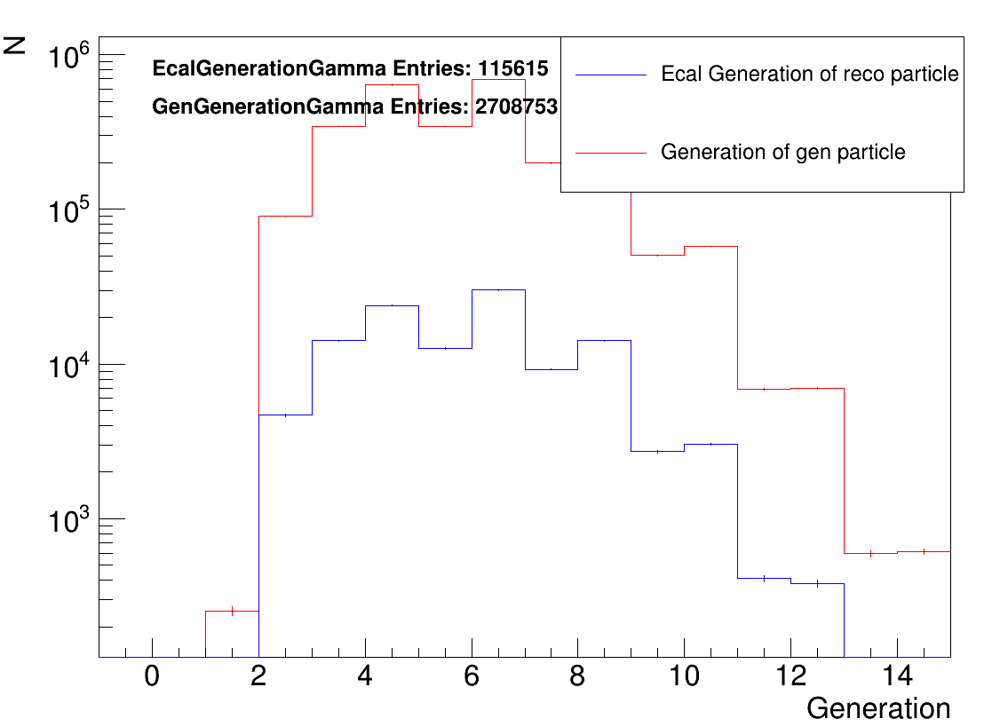 N
10^6
10^5
10^4
10^3
EcalGenerationGamma Entries: 115615
GenGenerationGamma Entries: 2708753
Ecal Generation of reco particle
Generation of gen particle
0 2 4 6 8 10 12 14
Generation